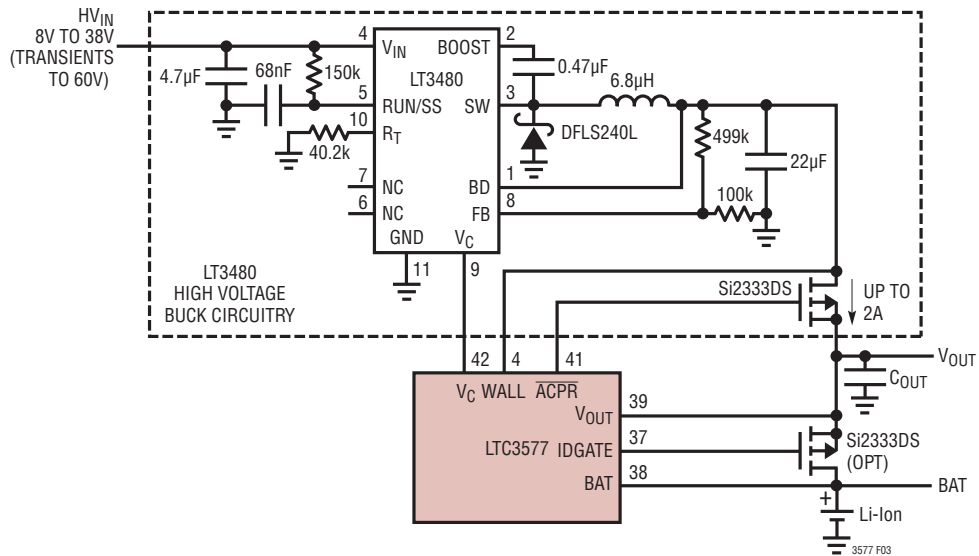 HVIN
8V TO 38V
(TRANSIENTS
TO 60V)
4.7µF
68nF
150k
4
VIN
BOOST
2
LT3480
0.47µF
6.8µH
5
RUN/SS
SW
3
10
RT
40.2k
DFLS240L
499k
22µF
7
NC
BD
1
100k
6
NC
FB
8
GND
VC
11
9
LT3480
HIGH VOLTAGE
BUCK CIRCUITRY
Si2333DS
UP TO
2A
42
4
41
VC
WALL
ACPR
VOUT
COUT
VOUT
39
LTC3577
IDGATE
37
Si2333DS
(OPT)
BAT
38
BAT
+
Li-Ion
3577 F03